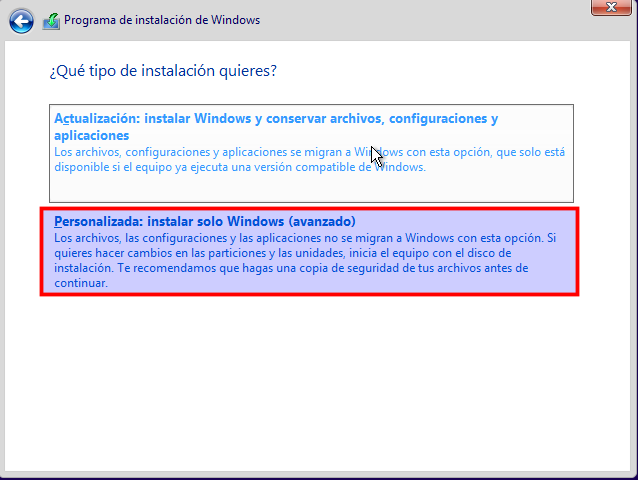 Programa de instalación de Windows
¿Qué tipo de instalación quieres?
Actualización: instalar Windows y conservar archivos, configuraciones y
aplicaciones
Los archivos, configuraciones y aplicaciones se migran a Windows con esta opción, que solo está
disponible si el equipo ya ejecuta una versión compatible de Windows.
Personalizada: instalar solo Windows (avanzado)
Los archivos, las configuraciones y las aplicaciones no se migran a Windows con esta opción. Si
quieres hacer cambios en las particiones y las unidades, inicia el equipo con el disco de
instalación. Te recomendamos que hagas una copia de seguridad de tus archivos antes de
continuar.